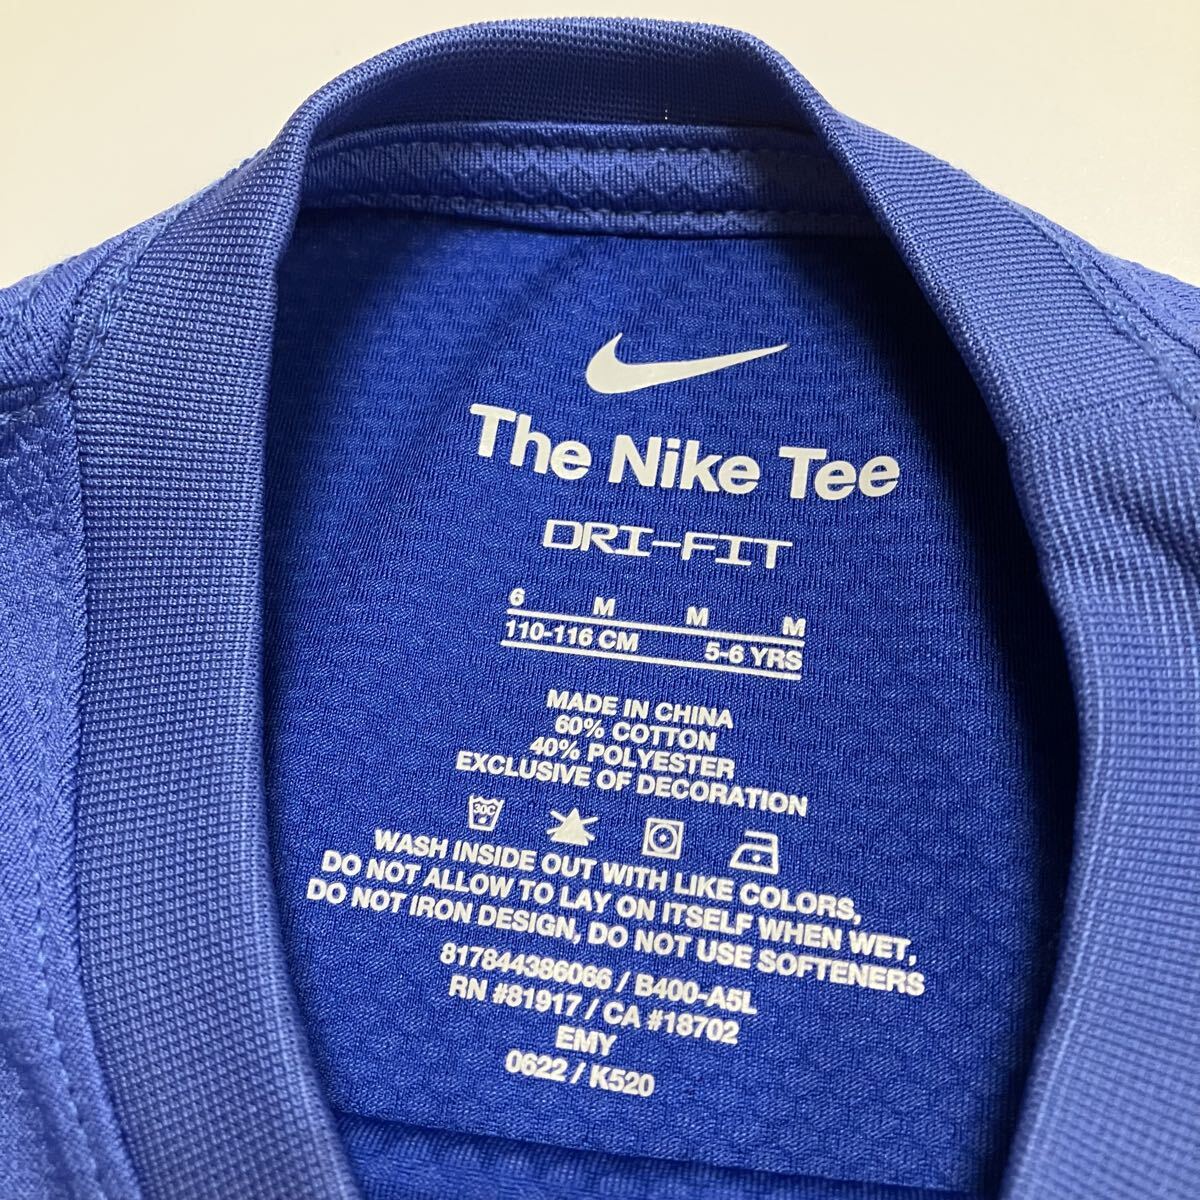 The Nike Tee
DRI-FIT
6 M M M
110-116 CM 5-6 YRS
MADE IN CHINA
60% COTTON
40% POLYESTER
EXCLUSIVE OF DECORATION
30C
WASH INSIDE OUT WITH LIKE COLORS,
DO NOT ALLOW TO LAY ON ITSELF WHEN WET,
DO NOT IRON DESIGN, DO NOT USE SOFTENERS
817844386066 / B400-A5L
RN #81917 / CA #18702
EMY
0622 / K520